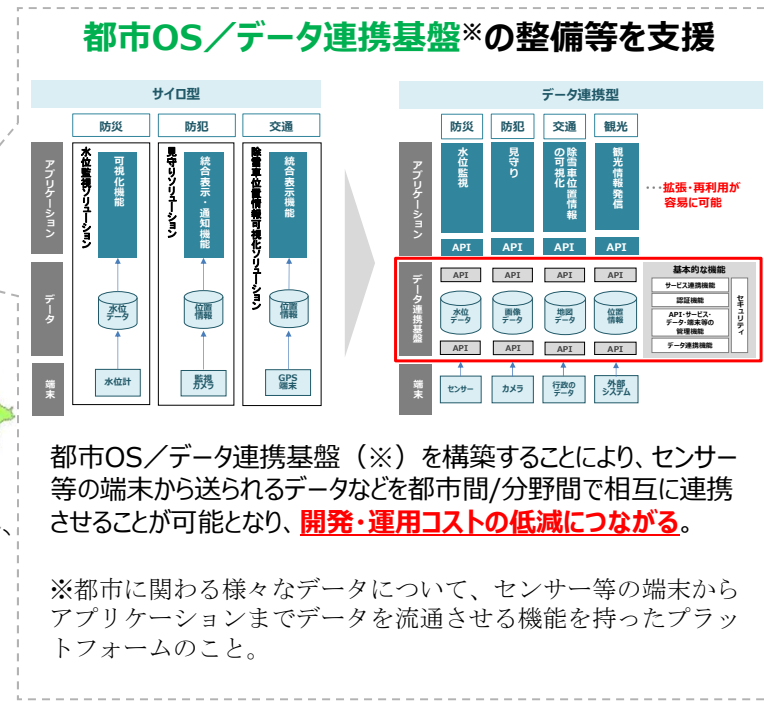 都市OS／データ連携基盤※の整備等を支援
サイロ型
防災
防犯
交通
アプリケーション
データ
端末
水位監視ソリューション
可視化機能
水位
データ
水位計
見守りソリューション
統合表示・通知機能
位置
情報
監視
カメラ
除雪車位置情報可視化ソリューション
統合表示機能
位置
情報
GPS
端末
データ連携型
防災
防犯
交通
観光
アプリケーション
データ連携基盤
端末
水位監視
見守り
除雪車位置情報
の可視化
観光情報発信
･･･拡張・再利用が
容易に可能
API
API
API
API
API
API
API
API
水位
データ
画像
データ
地図
データ
位置
情報
API
API
API
API
基本的な機能
サービス連携機能
認証機能
API・サービス・
データ・端末等の
管理機能
データ連携機能
セキュリティ
センサー
カメラ
行政の
データ
外部
システム
都市OS／データ連携基盤（※）を構築することにより、センサー
等の端末から送られるデータなどを都市間/分野間で相互に連携
させることが可能となり、開発・運用コストの低減につながる。
、
※都市に関わる様々なデータについて、センサー等の端末から
アプリケーションまでデータを流通させる機能を持ったプラッ
トフォームのこと。